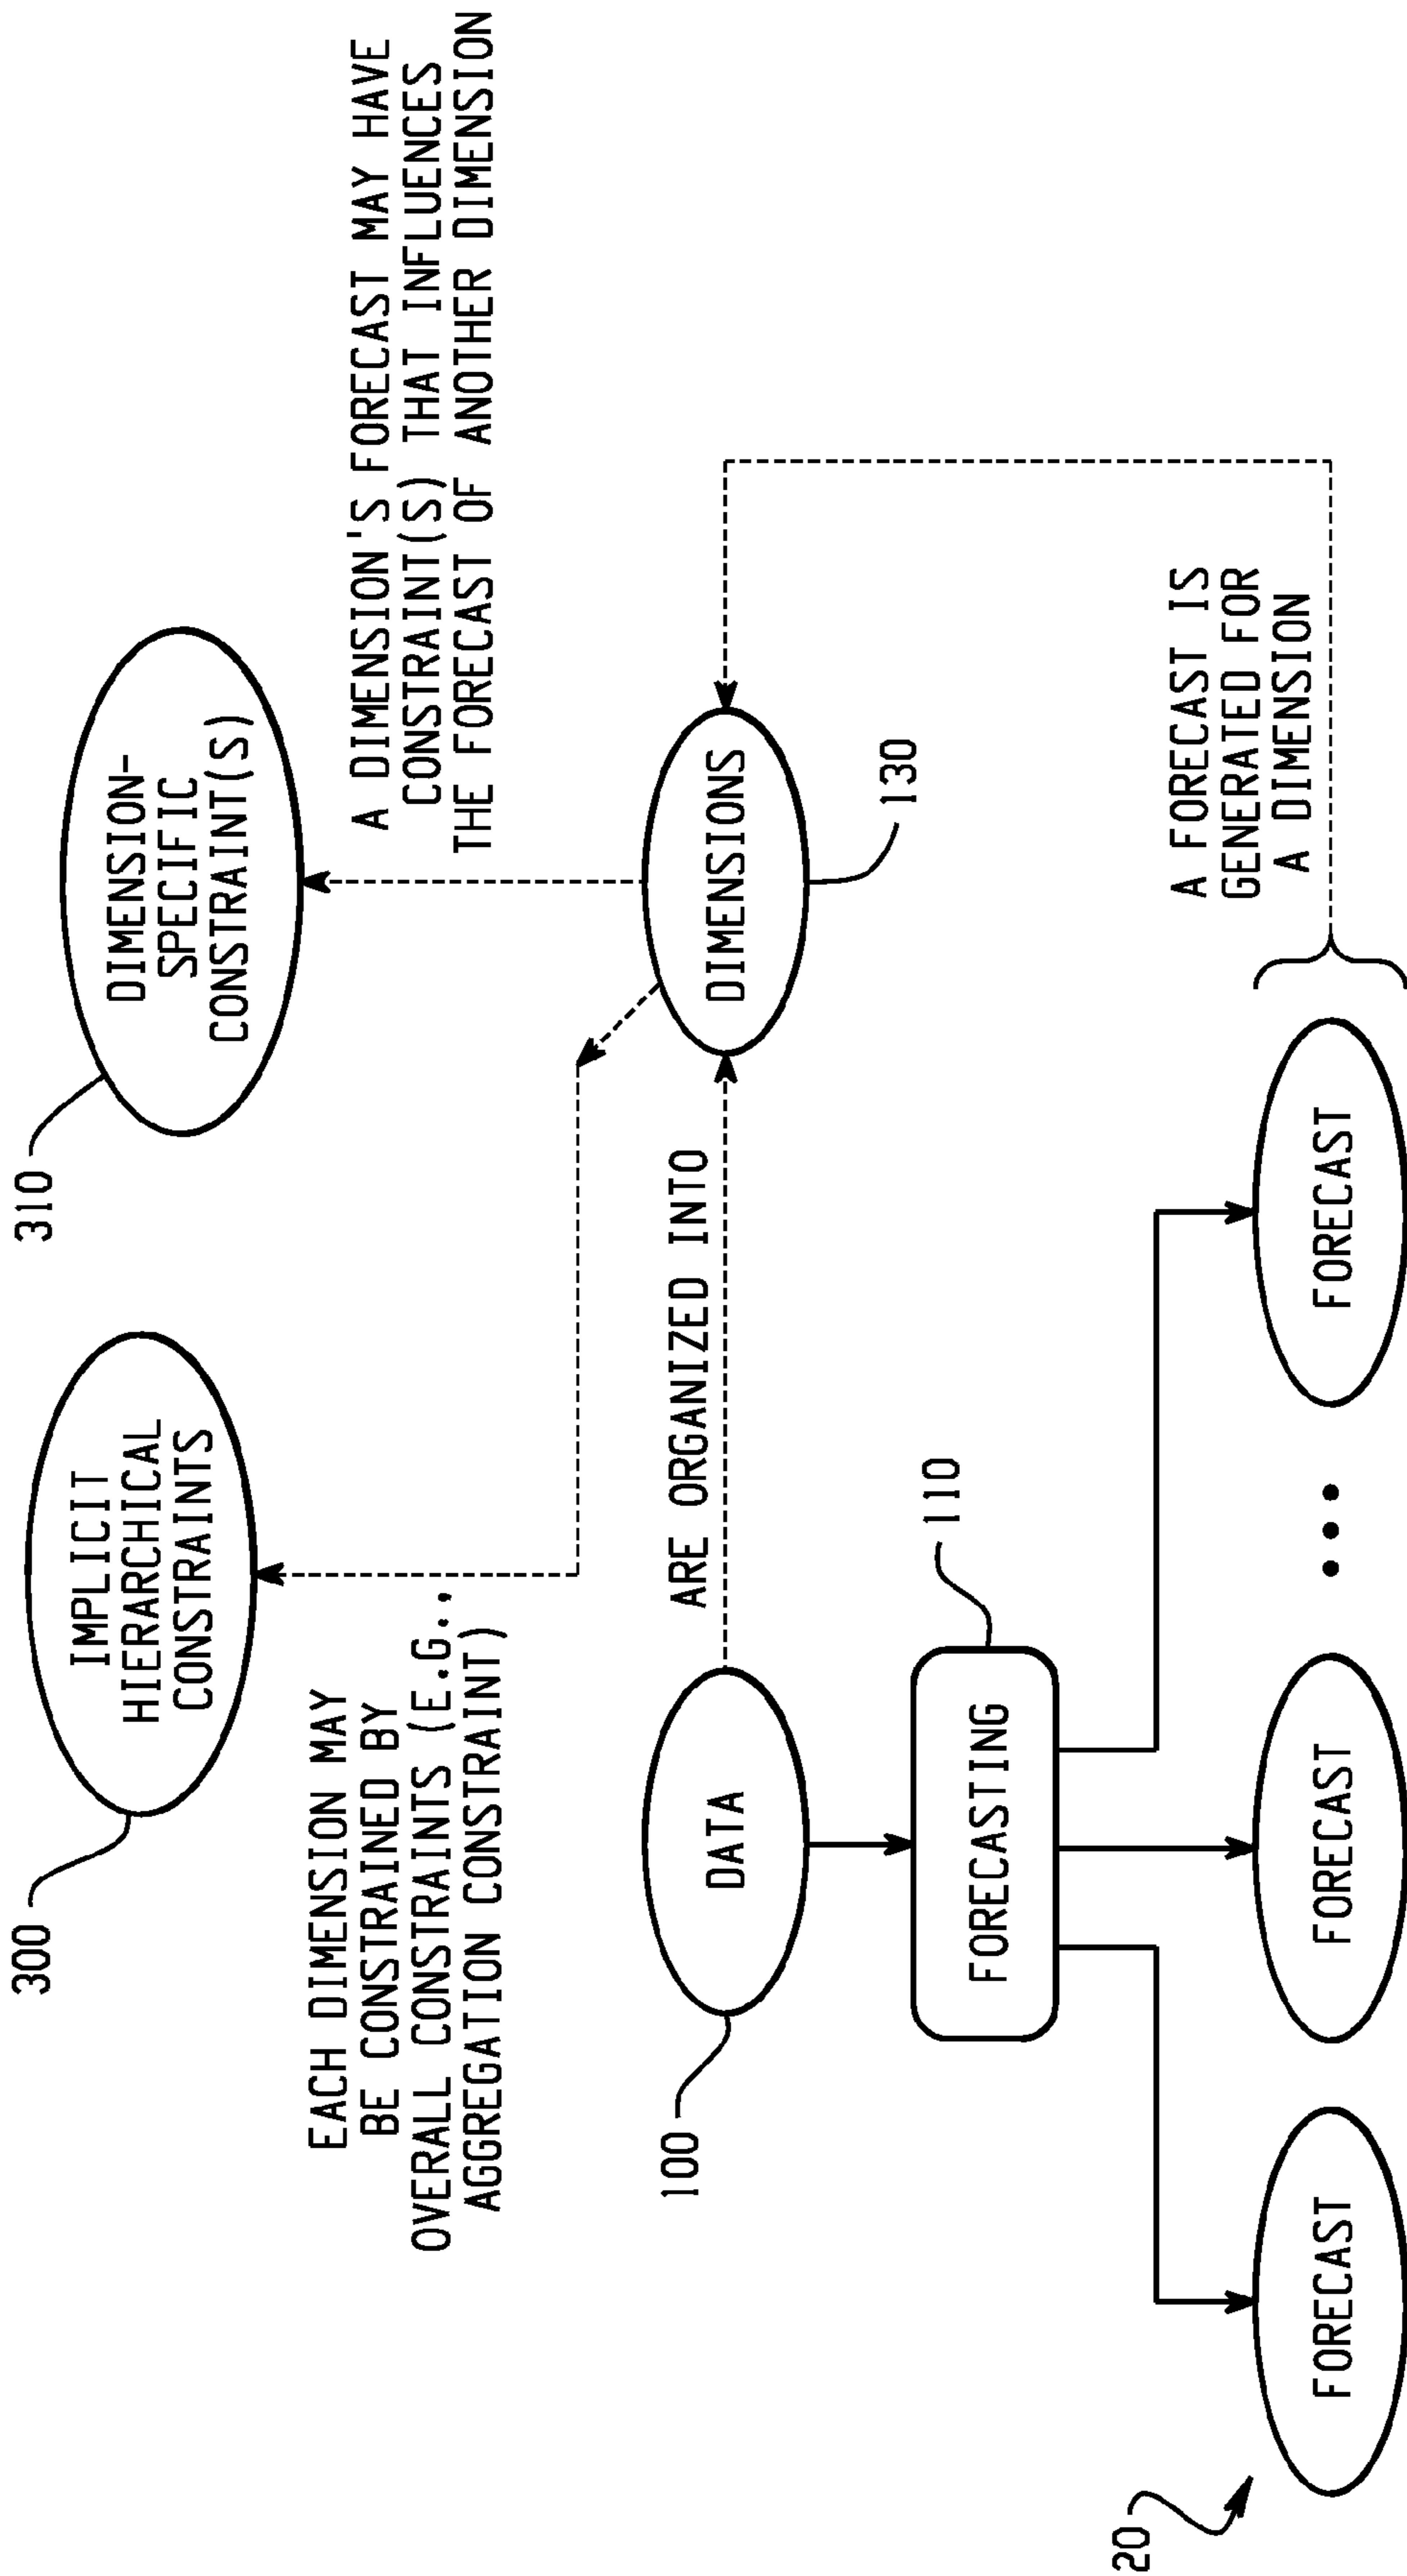 300
IMPLICIT
HIERARCHICAL
CONSTRAINTS
310
DIMENSION-
SPECIFIC
CONSTRAINT(S)
EACH DIMENSION MAY
BE CONSTRAINED BY
OVERALL CONSTRAINTS (E.G.,
AGGREGATION CONSTRAINT)
A DIMENSION'S FORECAST MAY HAVE
CONSTRAINT(S) THAT INFLUENCES
THE FORECAST OF ANOTHER DIMENSION
100
DATA
ARE ORGANIZED INTO
DIMENSIONS
130
FORECASTING
110
A FORECAST IS
GENERATED FOR
A DIMENSION
20
FORECAST
FORECAST
•••
FORECAST